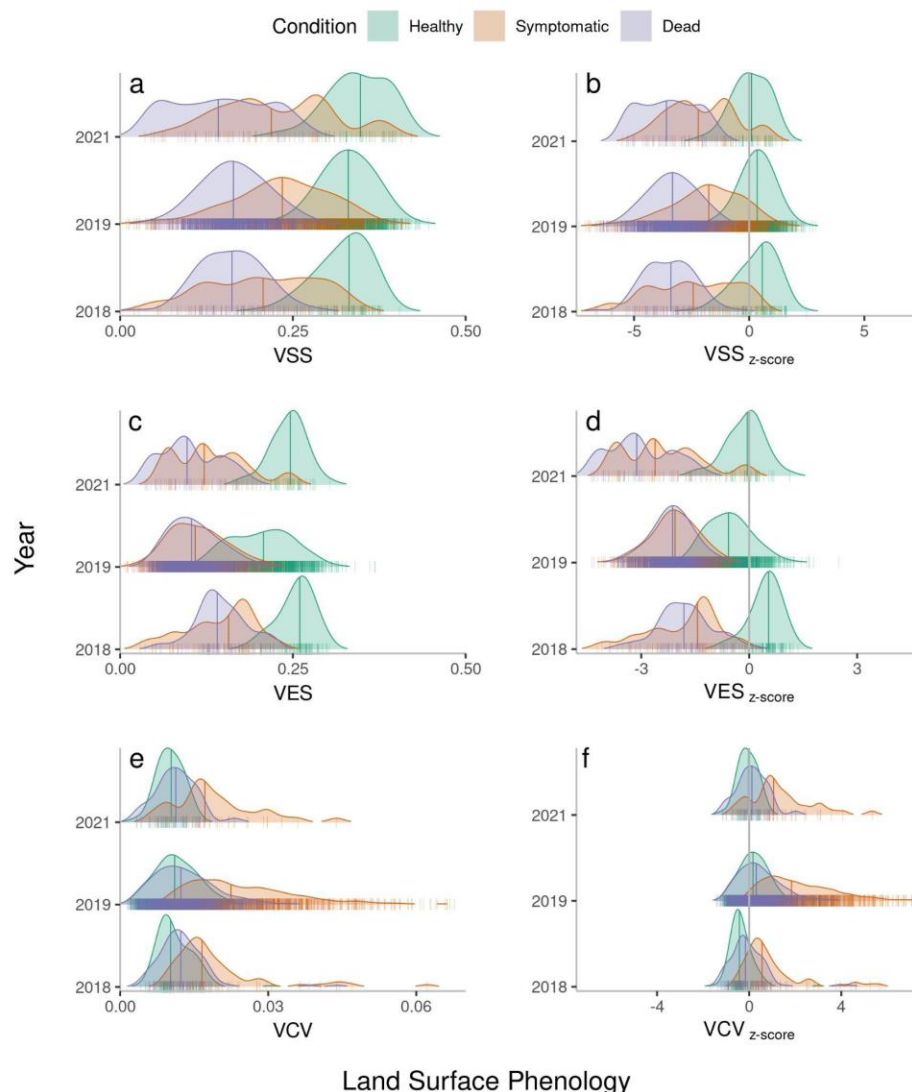 Condition Healthy Symptomatic Dead
a
2021
2019
2018
0.00 0.25 0.50
VSS
b
2021
2019
2018
-5 0 5
VSS z-score
c
2021
2019
2018
0.00 0.25 0.50
VES
d
2021
2019
2018
-3 0 3
VES z-score
Year
e
2021
2019
2018
0.00 0.03 0.06
VCV
f
2021
2019
2018
-4 0 4
VCV z-score
Land Surface Phenology